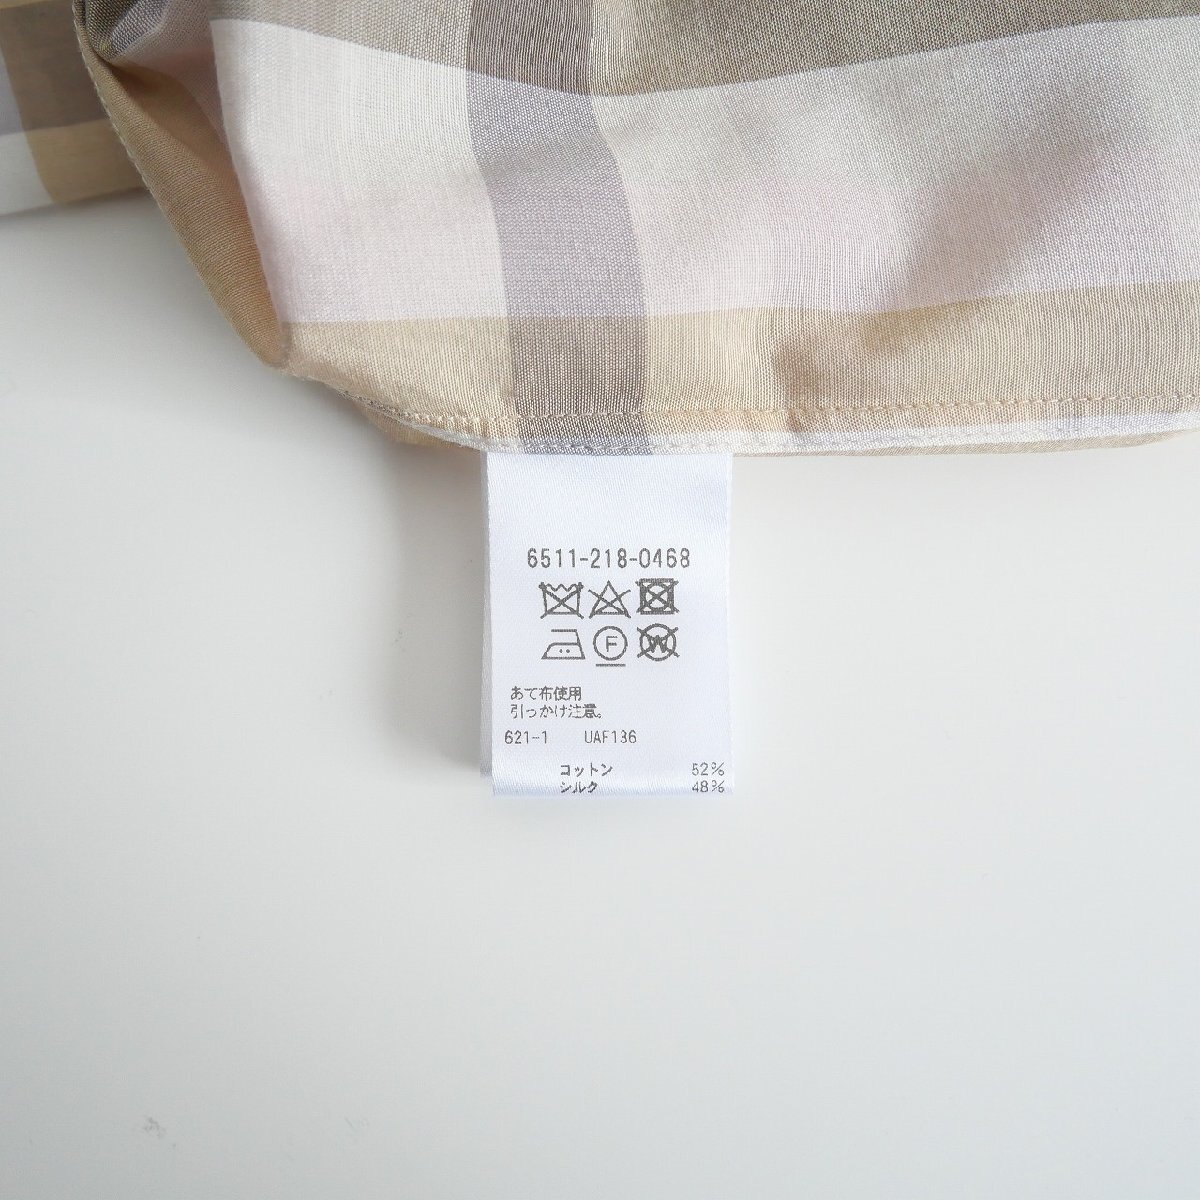 6511-218-0468
F W
あて布使用
引っかけ注意。
621-1 UAF136
コットン 52%
シルク 48%